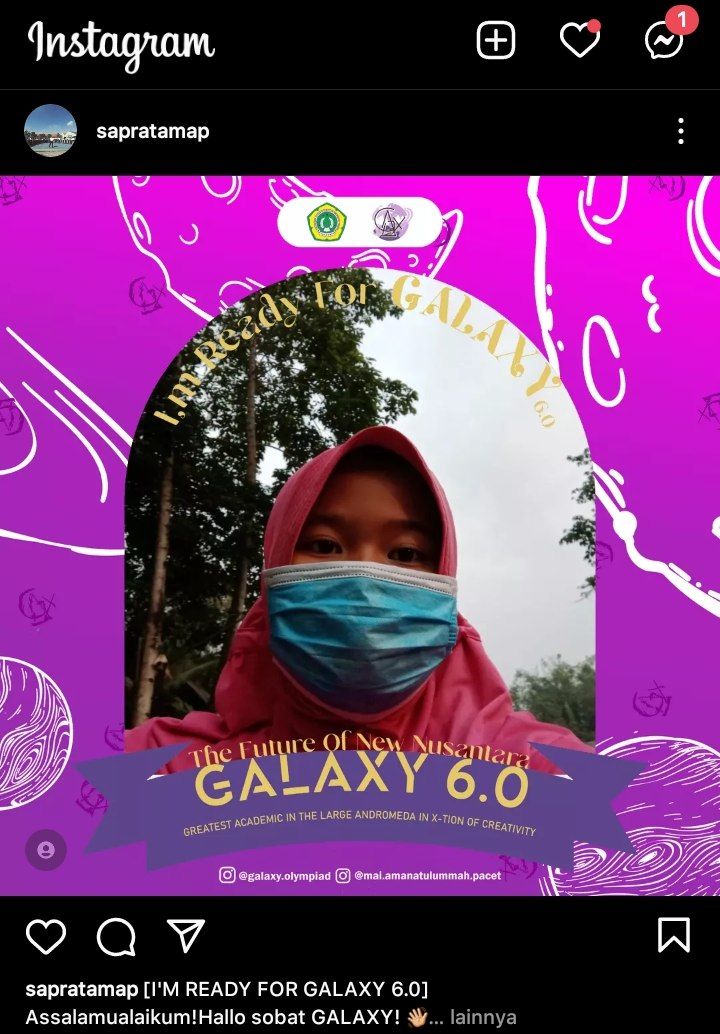 Instagram
1
sapratamap
I,m Ready For GALAXY 6.0
The Future Of New Nusantara
GALAXY 6.0
GREATEST ACADEMIC IN THE LARGE ANDROMEDA IN X-TION OF CREATIVITY
@galaxy.olympiad @mai.amanatulummah.pacet
sapratamap [I'M READY FOR GALAXY 6.0]
Assalamualaikum!Hallo sobat GALAXY! 👋🏼... lainnya